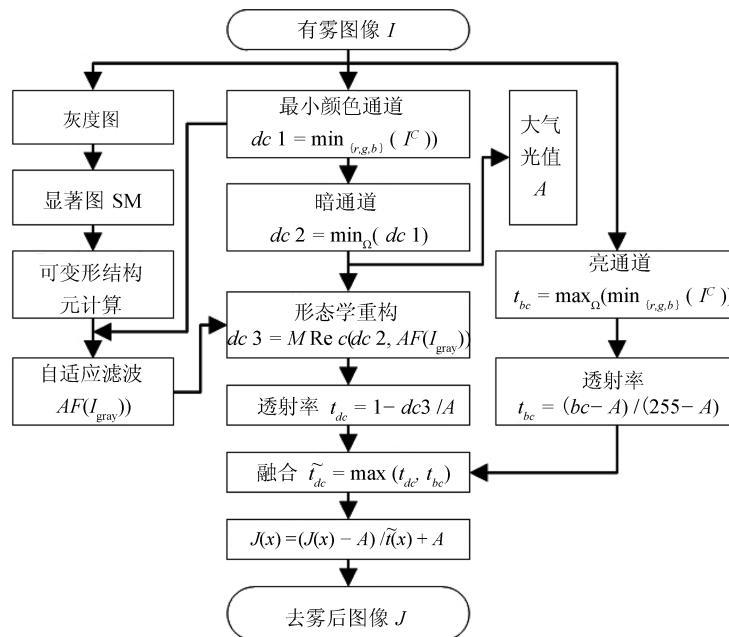 有雾图像 I
灰度图
显著图 SM
可变形结构
元计算
自适应滤波
AF(I_gray))
最小颜色通道
dc 1 = min_{r,g,b} ( I^C ))
暗通道
dc 2 = min_Ω( dc 1)
形态学重构
dc 3 = M Re c(dc 2, AF(I_gray))
透射率 t_dc = 1− dc3 /A
融合 t̃_dc = max (t_dc, t_bc)
J(x) = (J(x) − A) / t̃(x) + A
去雾后图像 J
大气
光值
A
亮通道
t_bc = max_Ω(min_{r,g,b} ( I^C ))
透射率
t_bc = (bc− A) / (255− A)